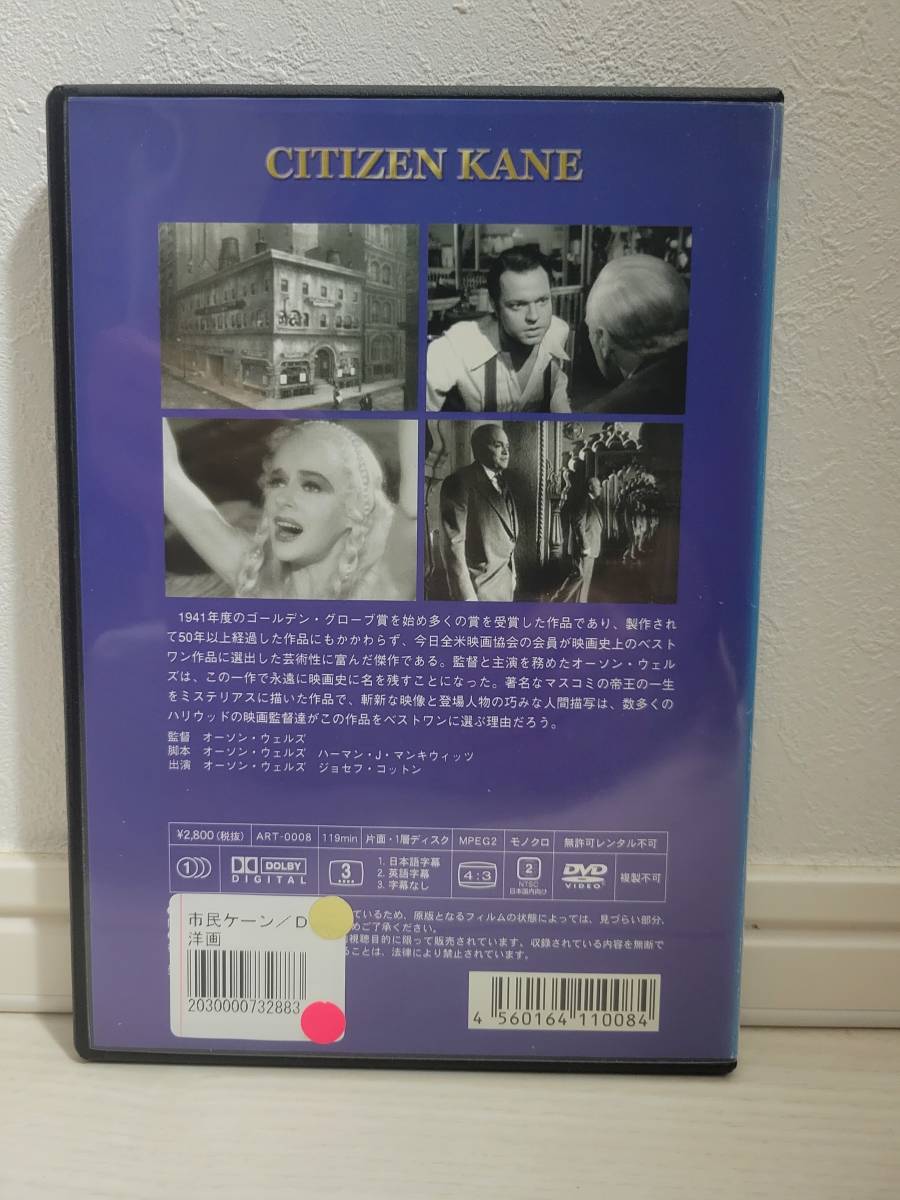 CITIZEN KANE
1941年度のゴールデン・グローブ賞を始め多くの賞を受賞した作品であり、製作され
て50年以上経過した作品にもかかわらず、今日全米映画協会の会員が映画史上のベスト
ワン作品に選出した芸術性に富んだ傑作である。監督と主演を務めたオーソン・ウェル
ズは、この一作で永遠に映画史に名を残すことになった。著名なマスコミの帝王の一生
をミステリアスに描いた作品で、斬新な映像と登場人物の巧みな人間描写は、数多くの
ハリウッドの映画監督達がこの作品をベストワンに選ぶ理由だろう。
監督 オーソン・ウェルズ
脚本 オーソン・ウェルズ ハーマン・J・マンキウィッツ
出演 オーソン・ウェルズ ジョセフ・コットン
¥2,800(税抜) ART-0008 119min 片面・1層ディスク MPEG2 モノクロ 無許可レンタル不可
1 DOLBY DIGITAL 3 1. 日本語字幕 2. 英語字幕 3. 字幕なし 4:3 2 NTSC 日本国内向け DVD VIDEO 複製不可
ているため、原版となるフィルムの状態によっては、見づらい部分、
めご了承ください。
視聴目的に限って販売されています。収録されている内容を無断で
ることは、法律により禁止されています。
市民ケーン/D
洋画
2030000732883
4 560164 110084